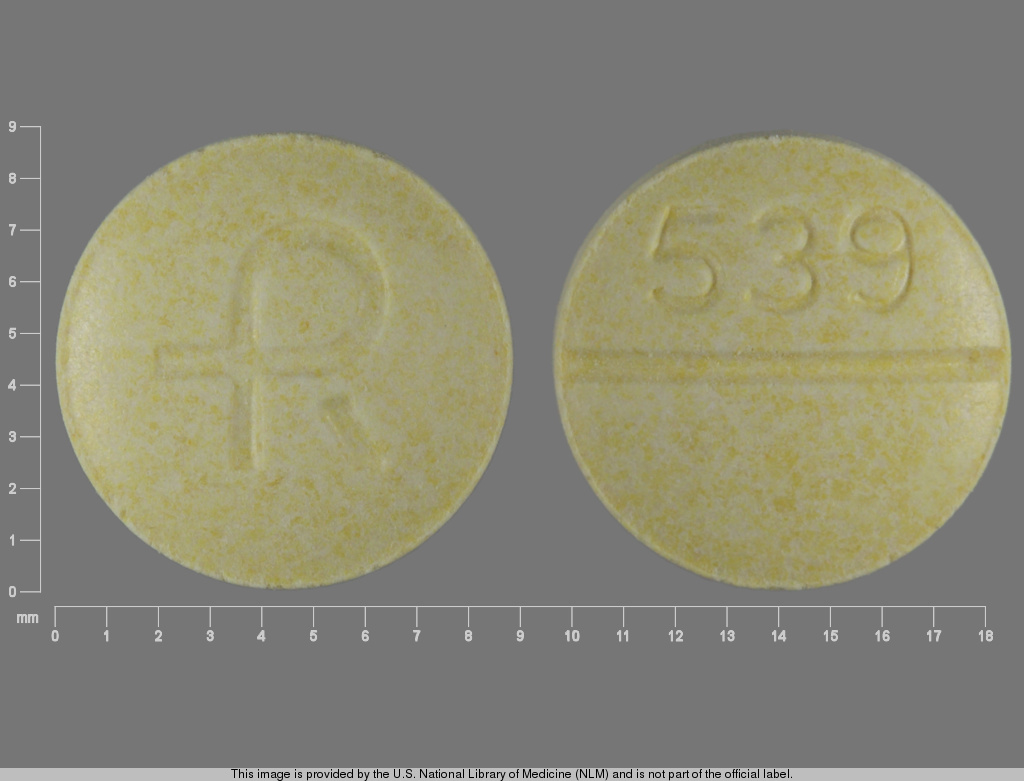 9
8
7
6
5
4
3
2
1
0
mm
R
539
0 1 2 3 4 5 6 7 8 9 10 11 12 13 14 15 16 17 18
This image is provided by the U.S. National Library of Medicine (NLM) and is not part of the official label.